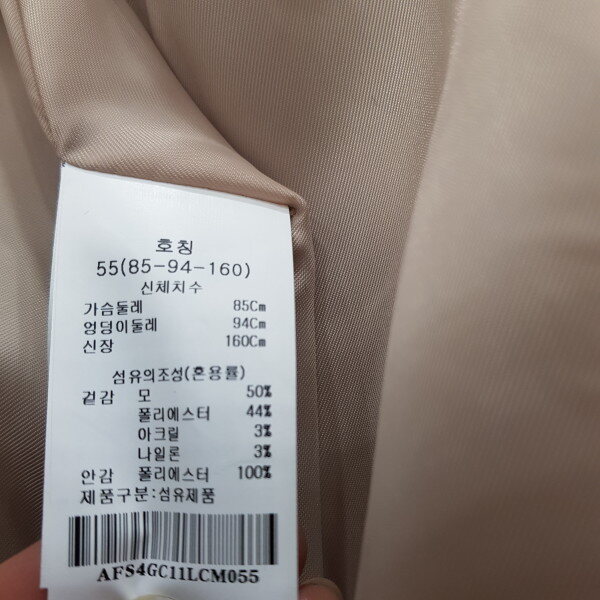 호칭
55(85-94-160)
신체치수
가슴둘레 85Cm
엉덩이둘레 94Cm
신장 160Cm
섬유의조성(혼용률)
겉감 모 50%
폴리에스터 44%
아크릴 3%
나일론 3%
안감 폴리에스터 100%
제품구분:섬유제품
AFS4GC11LCM055